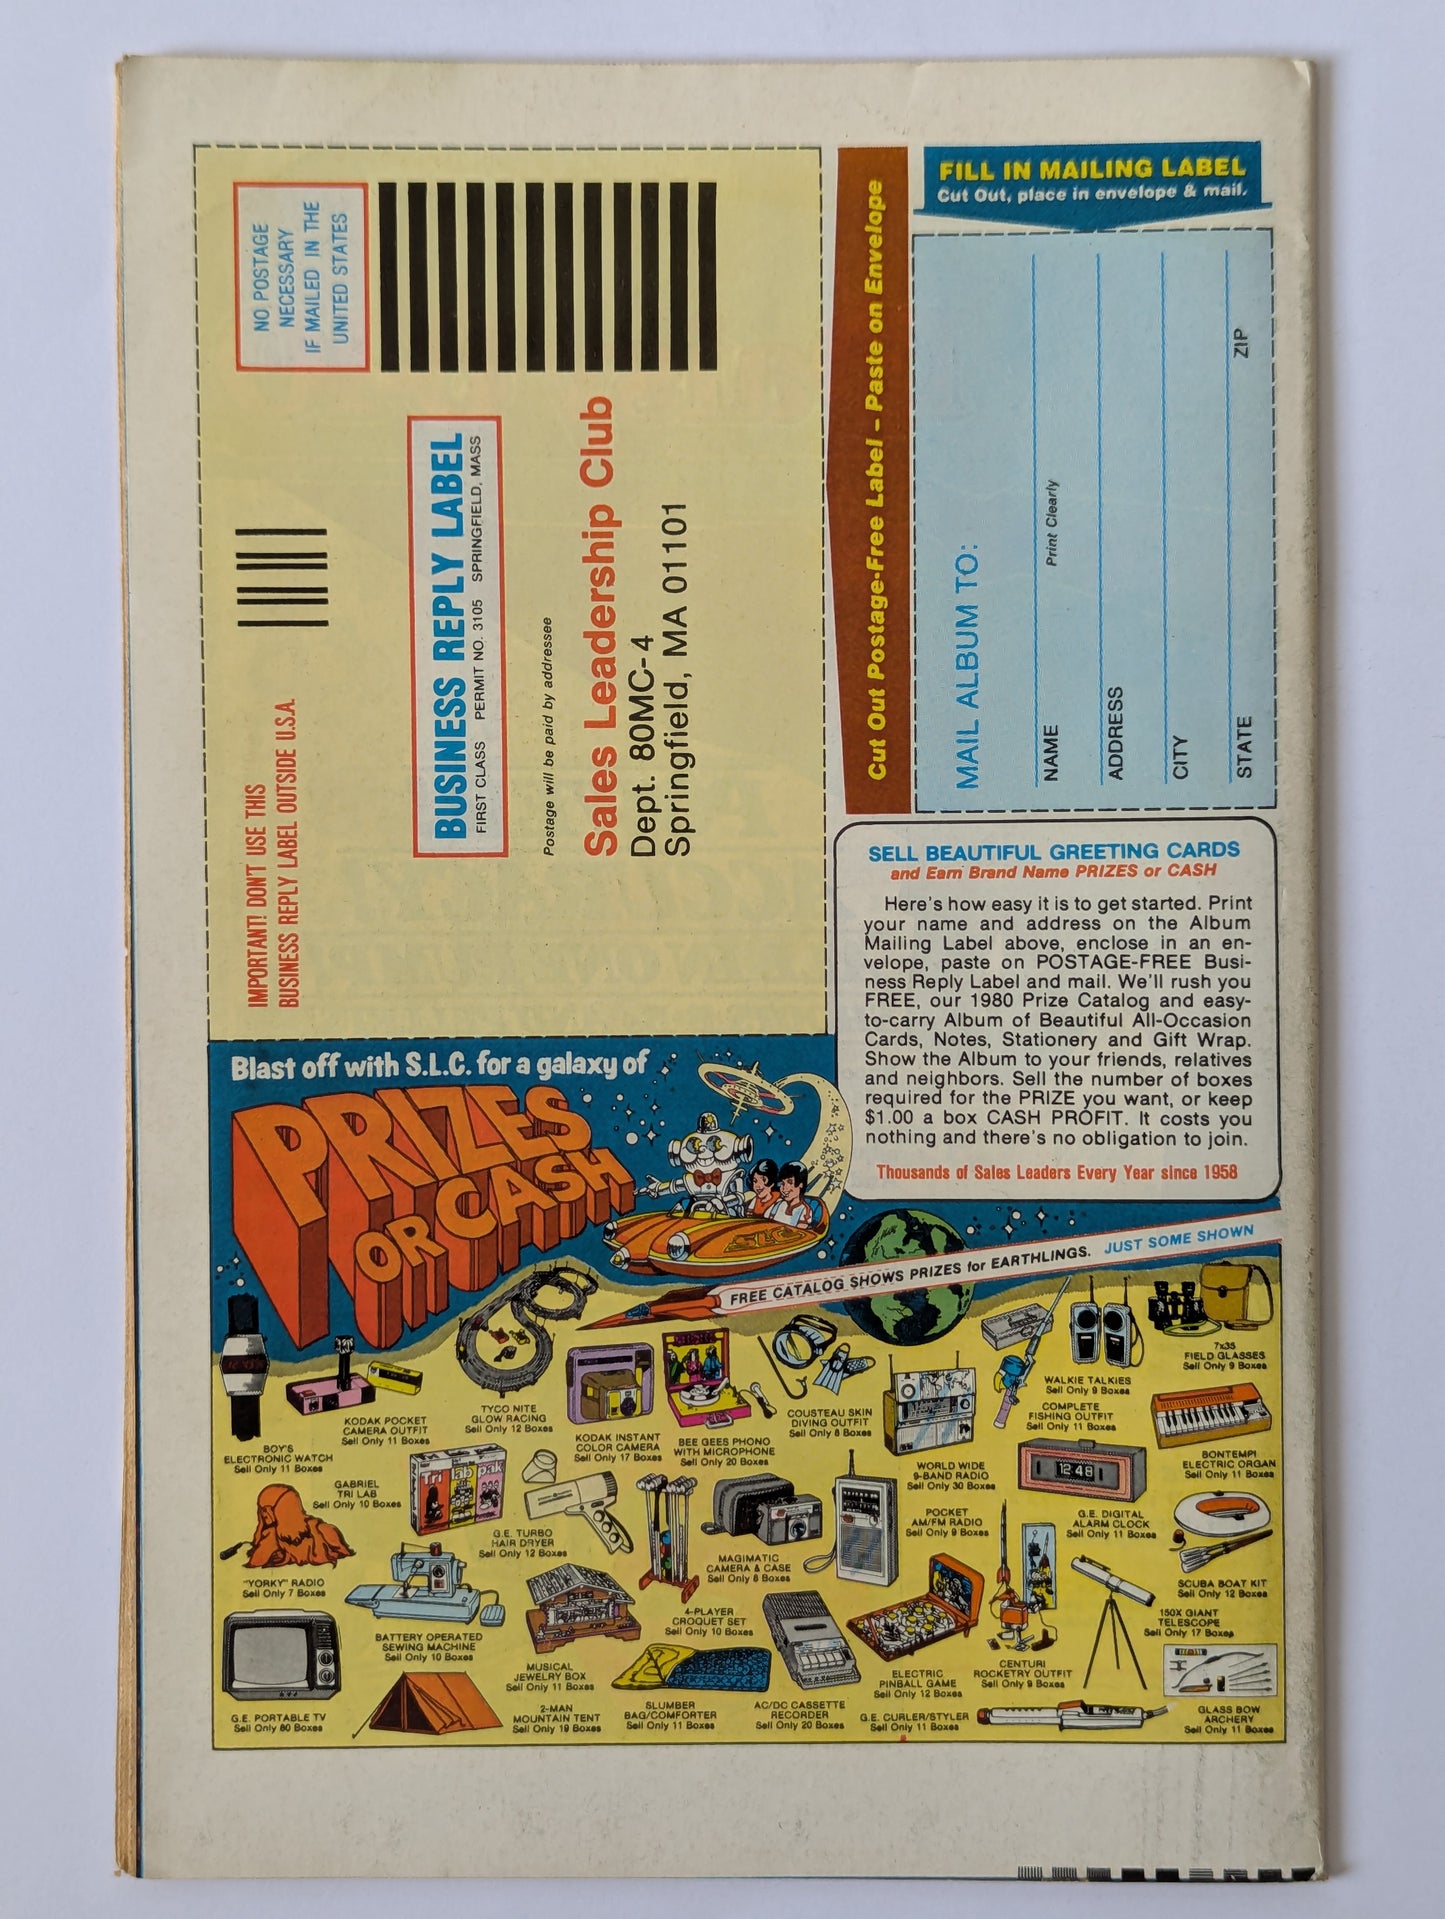 NO POSTAGE
NECESSARY
IF MAILED IN THE
UNITED STATES
IMPORTANT! DON'T USE THIS
BUSINESS REPLY LABEL OUTSIDE U.S.A.
BUSINESS REPLY LABEL
FIRST CLASS PERMIT NO. 3105 SPRINGFIELD, MASS
Postage will be paid by addressee
Sales Leadership Club
Dept. 80MC-4
Springfield, MA 01101
Cut Out Postage-Free Label – Paste on Envelope
FILL IN MAILING LABEL
Cut Out, place in envelope & mail.
MAIL ALBUM TO:
NAME
Print Clearly
ADDRESS
CITY
STATE ZIP
SELL BEAUTIFUL GREETING CARDS
and Earn Brand Name PRIZES or CASH
Here's how easy it is to get started. Print
your name and address on the Album
Mailing Label above, enclose in an en-
velope, paste on POSTAGE-FREE Busi-
ness Reply Label and mail. We'll rush you
FREE, our 1980 Prize Catalog and easy-
to-carry Album of Beautiful All-Occasion
Cards, Notes, Stationery and Gift Wrap.
Show the Album to your friends, relatives
and neighbors. Sell the number of boxes
required for the PRIZE you want, or keep
$1.00 a box CASH PROFIT. It costs you
nothing and there's no obligation to join.
Thousands of Sales Leaders Every Year since 1958
Blast off with S.L.C. for a galaxy of
PRIZES
OR CASH
SLC
FREE CATALOG SHOWS PRIZES for EARTHLINGS. JUST SOME SHOWN
BOY'S
ELECTRONIC WATCH
Sell Only 11 Boxes
KODAK POCKET
CAMERA OUTFIT
Sell Only 11 Boxes
TYCO NITE
GLOW RACING
Sell Only 12 Boxes
KODAK INSTANT
COLOR CAMERA
Sell Only 17 Boxes
BEE GEES PHONO
WITH MICROPHONE
Sell Only 20 Boxes
COUSTEAU SKIN
DIVING OUTFIT
Sell Only 8 Boxes
WORLD WIDE
9-BAND RADIO
Sell Only 30 Boxes
WALKIE TALKIES
Sell Only 9 Boxes
COMPLETE
FISHING OUTFIT
Sell Only 11 Boxes
7x35
FIELD GLASSES
Sell Only 9 Boxes
BONTEMPI
ELECTRIC ORGAN
Sell Only 11 Boxes
GABRIEL
TRI LAB
Sell Only 10 Boxes
Tri lab pak
G.E. TURBO
HAIR DRYER
Sell Only 12 Boxes
MAGIMATIC
CAMERA & CASE
Sell Only 8 Boxes
POCKET
AM/FM RADIO
Sell Only 9 Boxes
12:48
G.E. DIGITAL
ALARM CLOCK
Sell Only 11 Boxes
SCUBA BOAT KIT
Sell Only 12 Boxes
"YORKY" RADIO
Sell Only 7 Boxes
BATTERY OPERATED
SEWING MACHINE
Sell Only 10 Boxes
MUSICAL
JEWELRY BOX
Sell Only 11 Boxes
4-PLAYER
CROQUET SET
Sell Only 10 Boxes
ELECTRIC
PINBALL GAME
Sell Only 12 Boxes
CENTURI
ROCKETRY OUTFIT
Sell Only 9 Boxes
150X GIANT
TELESCOPE
Sell Only 17 Boxes
G.E. PORTABLE TV
Sell Only 80 Boxes
2-MAN
MOUNTAIN TENT
Sell Only 19 Boxes
SLUMBER
BAG/COMFORTER
Sell Only 11 Boxes
AC/DC CASSETTE
RECORDER
Sell Only 20 Boxes
G.E. CURLER/STYLER
Sell Only 11 Boxes
GLASS BOW
ARCHERY
Sell Only 11 Boxes